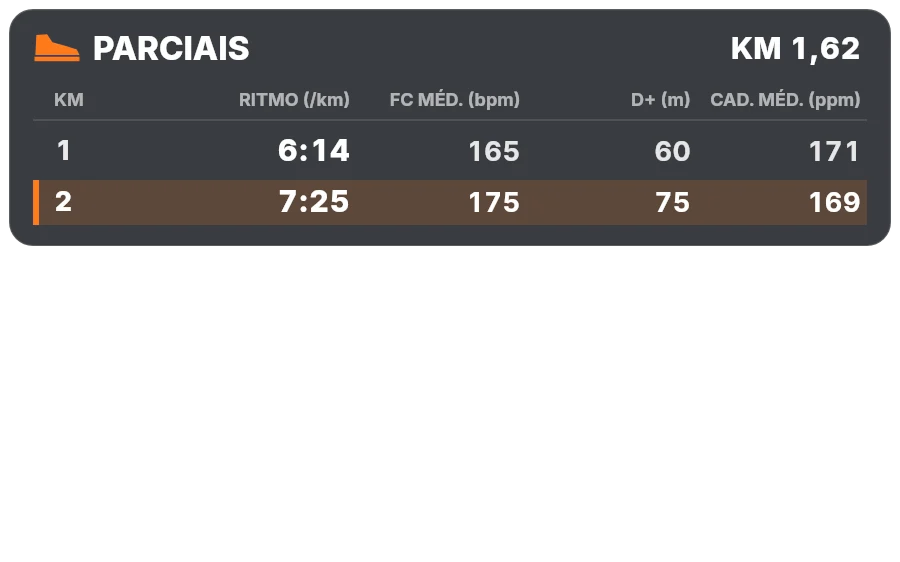 PARCIAIS KM 1,62
KM RITMO (/km) FC MÉD. (bpm) D+ (m) CAD. MÉD. (ppm)
1 6:14 165 60 171
2 7:25 175 75 169